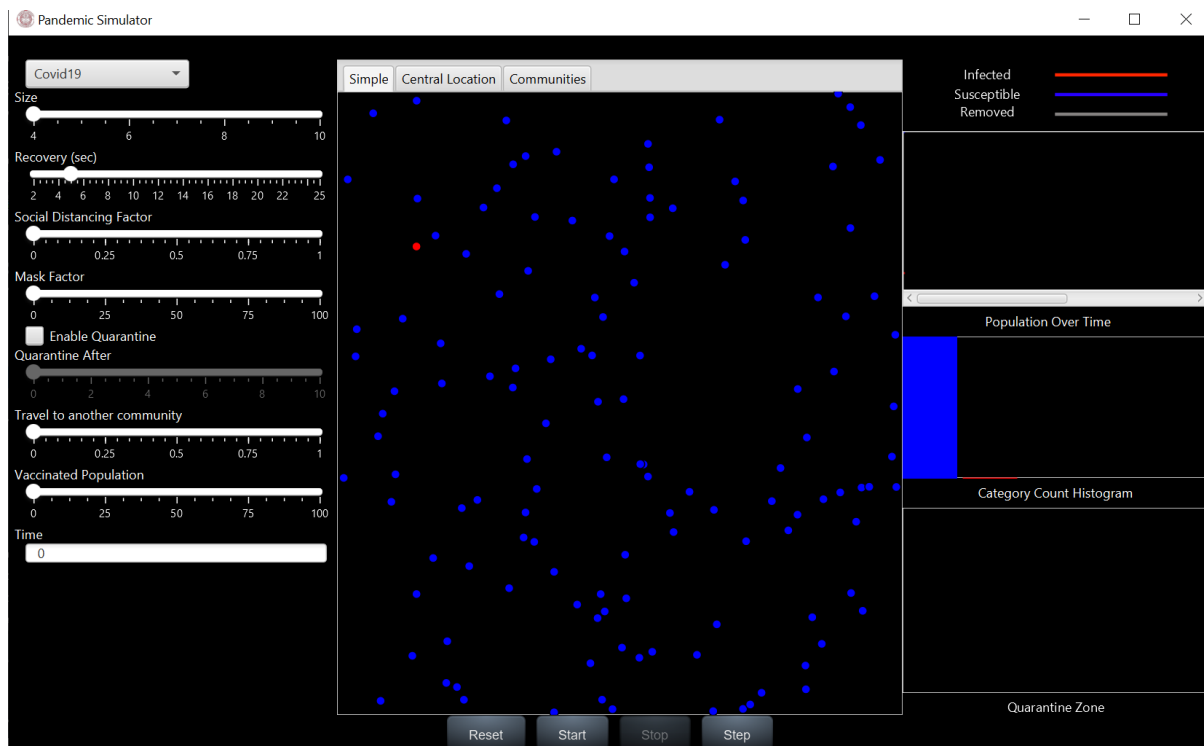 Pandemic Simulator
Covid19
Size
4 6 8 10
Recovery (sec)
2 4 6 8 10 12 14 16 18 20 22 25
Social Distancing Factor
0 0.25 0.5 0.75 1
Mask Factor
0 25 50 75 100
Enable Quarantine
Quarantine After
0 2 4 6 8 10
Travel to another community
0 0.25 0.5 0.75 1
Vaccinated Population
0 25 50 75 100
Time
0
Simple Central Location Communities
Reset Start Stop Step
Infected
Susceptible
Removed
Population Over Time
Category Count Histogram
Quarantine Zone